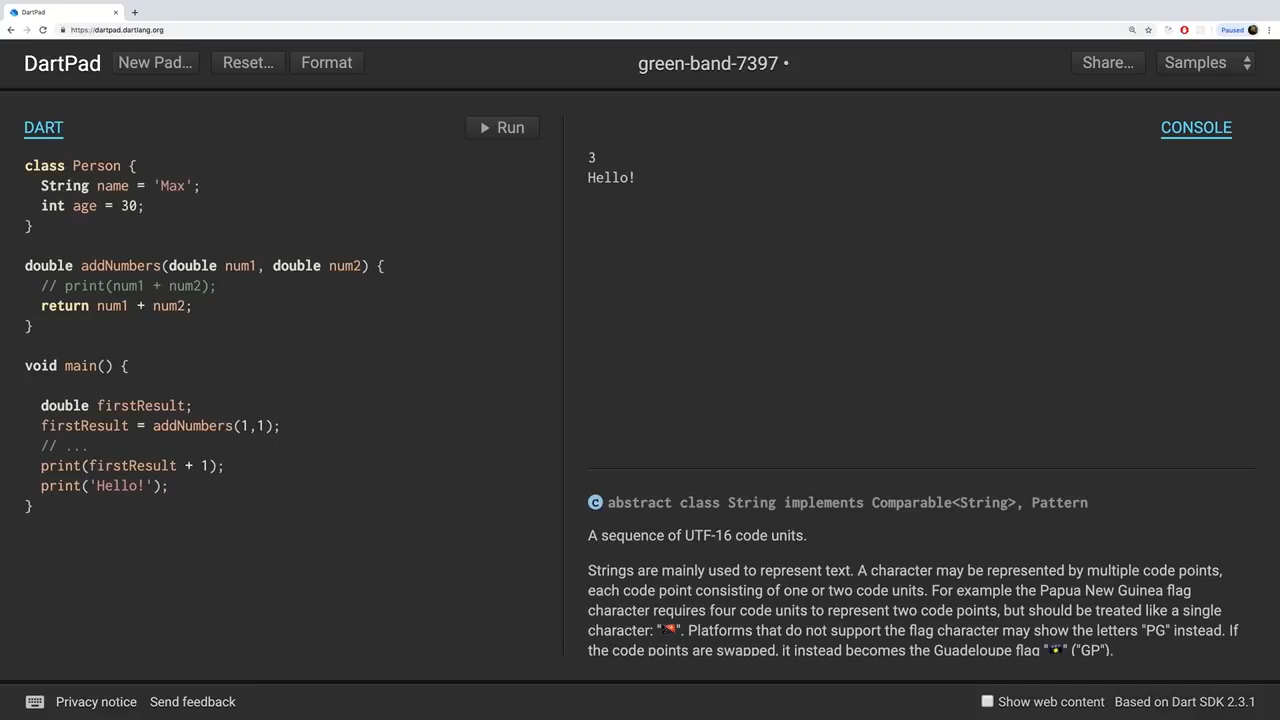 DartPad
https://dartpad.dartlang.org
Paused
DartPad
New Pad...
Reset...
Format
green-band-7397 •
Share...
Samples
DART
Run
CONSOLE
class Person {
  String name = 'Max';
  int age = 30;
}
double addNumbers(double num1, double num2) {
  // print(num1 + num2);
  return num1 + num2;
}
void main() {
  double firstResult;
  firstResult = addNumbers(1,1);
  // ...
  print(firstResult + 1);
  print('Hello!');
}
3
Hello!
C abstract class String implements Comparable<String>, Pattern
A sequence of UTF-16 code units.
Strings are mainly used to represent text. A character may be represented by multiple code points,
each code point consisting of one or two code units. For example the Papua New Guinea flag
character requires four code units to represent two code points, but should be treated like a single
character: "🇵🇬". Platforms that do not support the flag character may show the letters "PG" instead. If
the code points are swapped, it instead becomes the Guadeloupe flag "🇬🇵" ("GP").
Privacy notice
Send feedback
Show web content
Based on Dart SDK 2.3.1